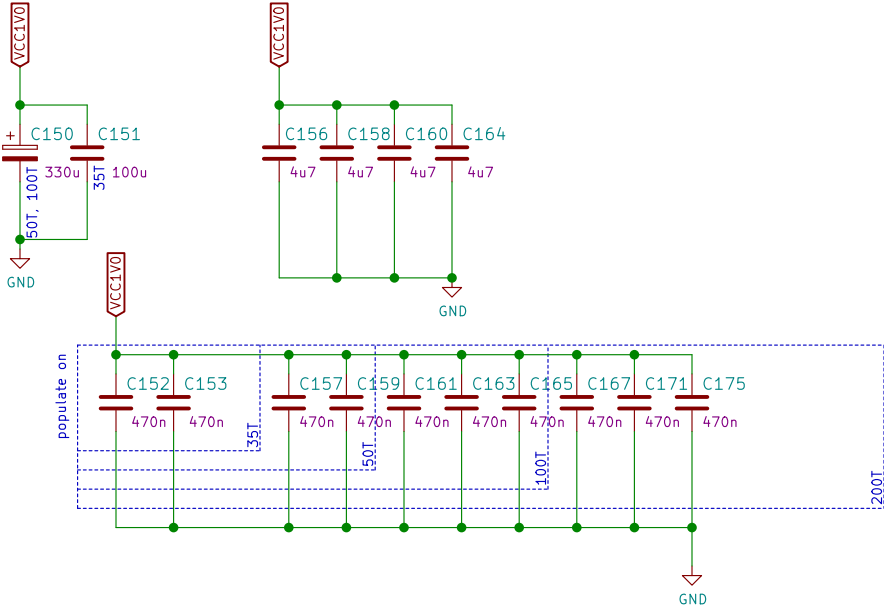 VCC1V0
VCC1V0
+
C150
C151
330u
100u
50T, 100T
35T
GND
C156
C158
C160
C164
4u7
4u7
4u7
4u7
GND
VCC1V0
populate on
C152
C153
C157
C159
C161
C163
C165
C167
C171
C175
470n
470n
470n
470n
470n
470n
470n
470n
470n
470n
35T
50T
100T
200T
GND